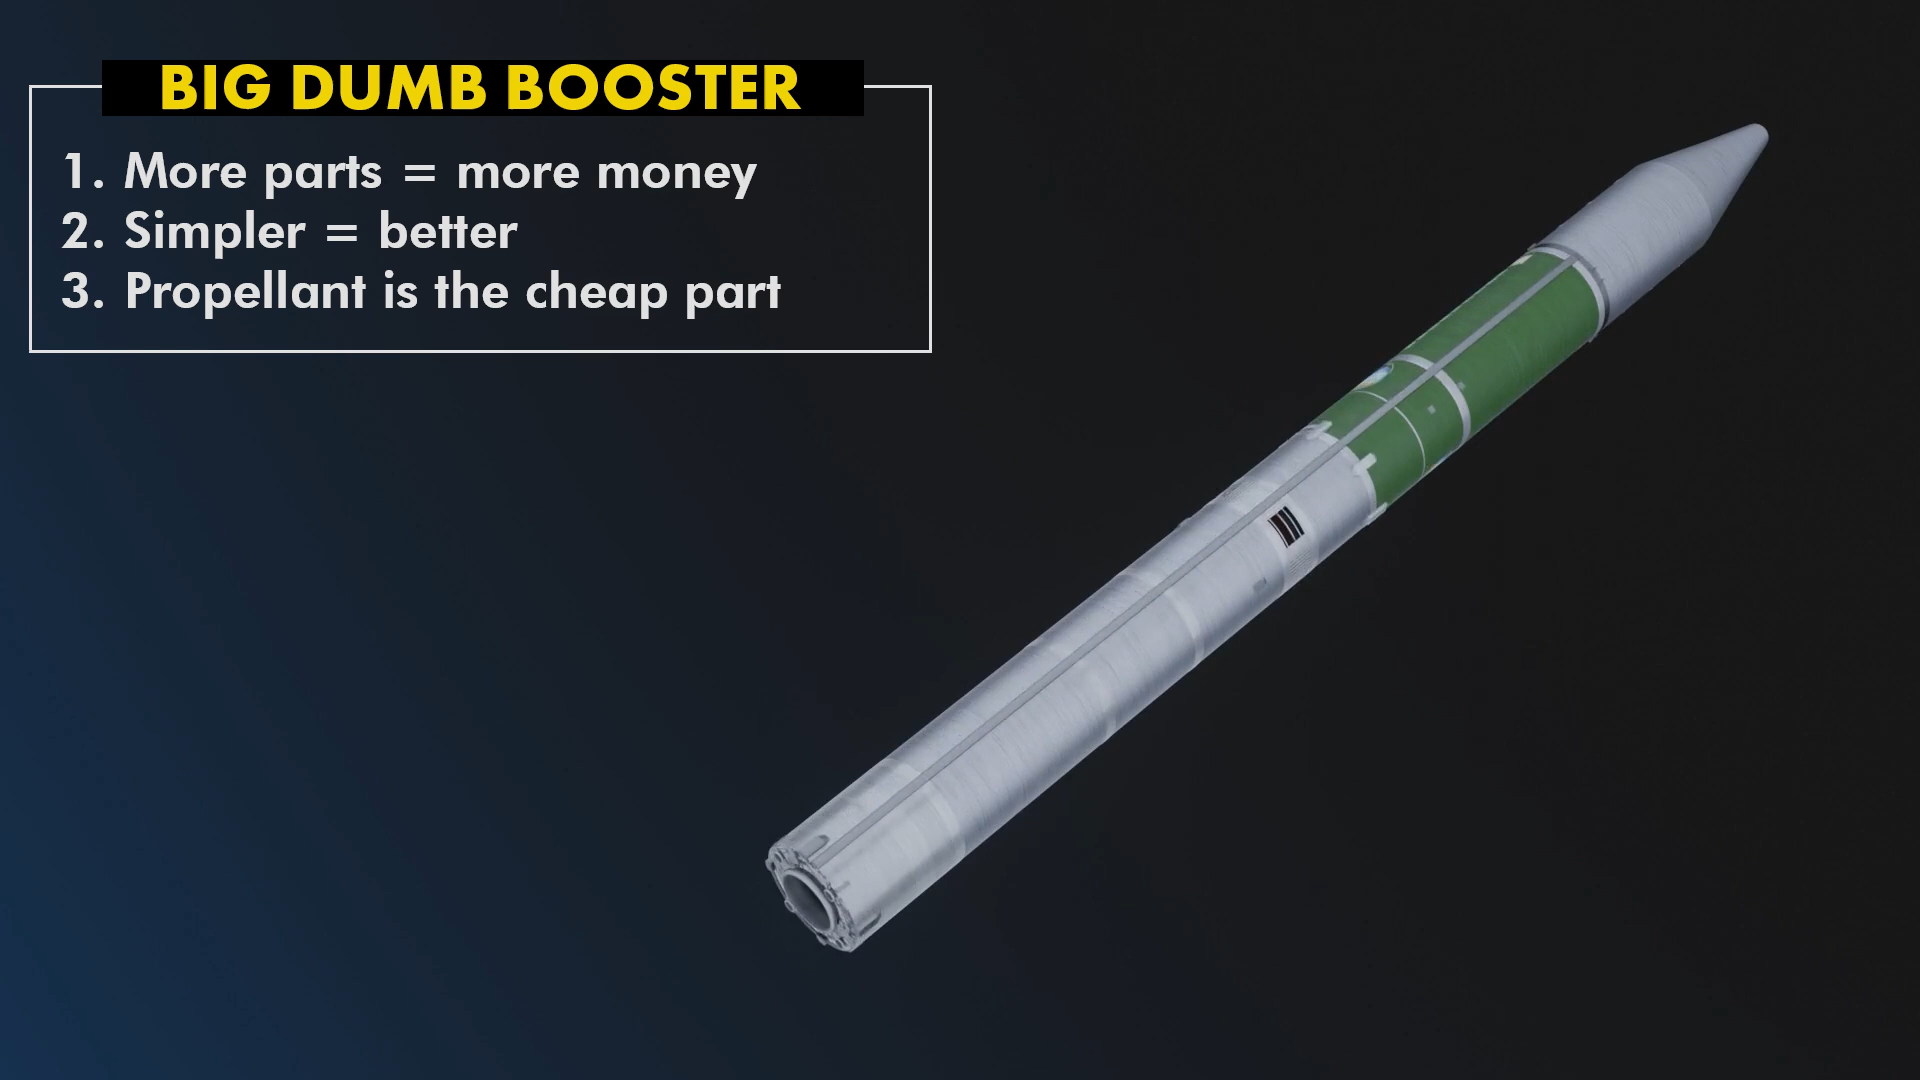 BIG DUMB BOOSTER
1. More parts = more money
2. Simpler = better
3. Propellant is the cheap part